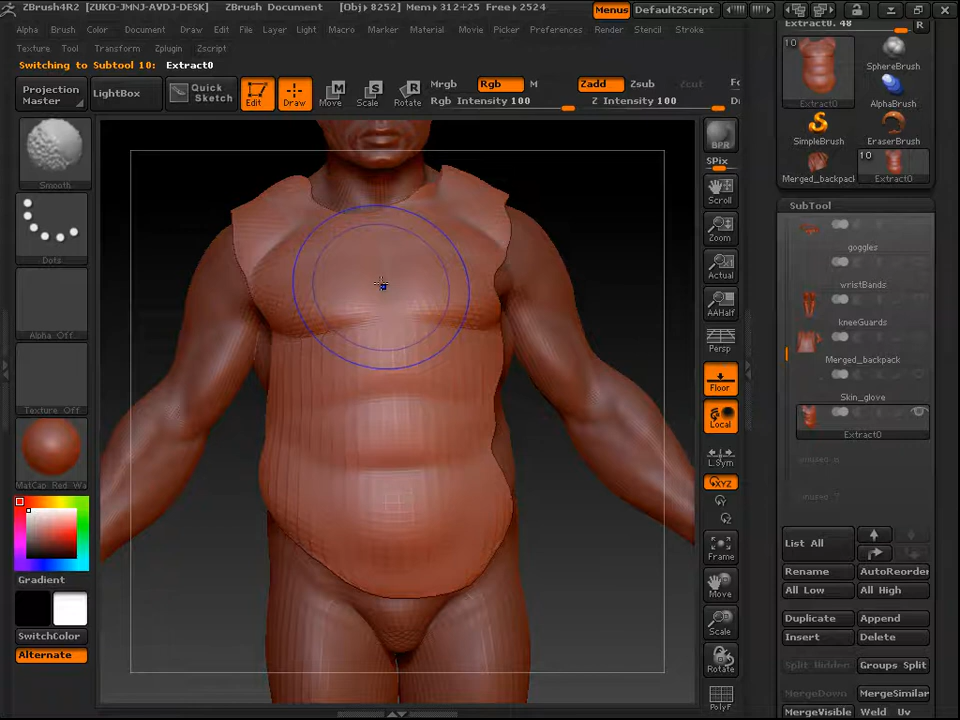 ZBrush4R2 [ZUKO-JMNJ-AVDJ-DESK] ZBrush Document [Obj▸8252] Mem▸312+25 Free▸2524 Menus DefaultZScript
Alpha Brush Color Document Draw Edit File Layer Light Macro Marker Material Movie Picker Preferences Render Stencil Stroke
Texture Tool Transform Zplugin Zscript
Switching to Subtool 10: Extract0
Projection Master
LightBox
Quick Sketch
Edit
Draw
Move
Scale
Rotate
Mrgb Rgb M Zadd Zsub Zcut
Rgb Intensity 100 Z Intensity 100
Smooth
Dots
Alpha Off
Texture Off
MatCap Red Wa
Gradient
SwitchColor
Alternate
BPR
SPix
Scroll
Zoom
Actual
AAHalf
Persp
Floor
Local
L.Sym
XYZ
Y
Z
Frame
Move
Scale
Rotate
PolyF
Extract0. 48 R
10
Extract0
SphereBrush
AlphaBrush
SimpleBrush EraserBrush
10
Merged_backpack Extract0
SubTool
goggles
wristBands
kneeGuards
Merged_backpack
Skin_glove
Extract0
List All
Rename AutoReorder
All Low All High
Duplicate Append
Insert Delete
Split Hidden Groups Split
MergeDown MergeSimilar
MergeVisible Weld Uv